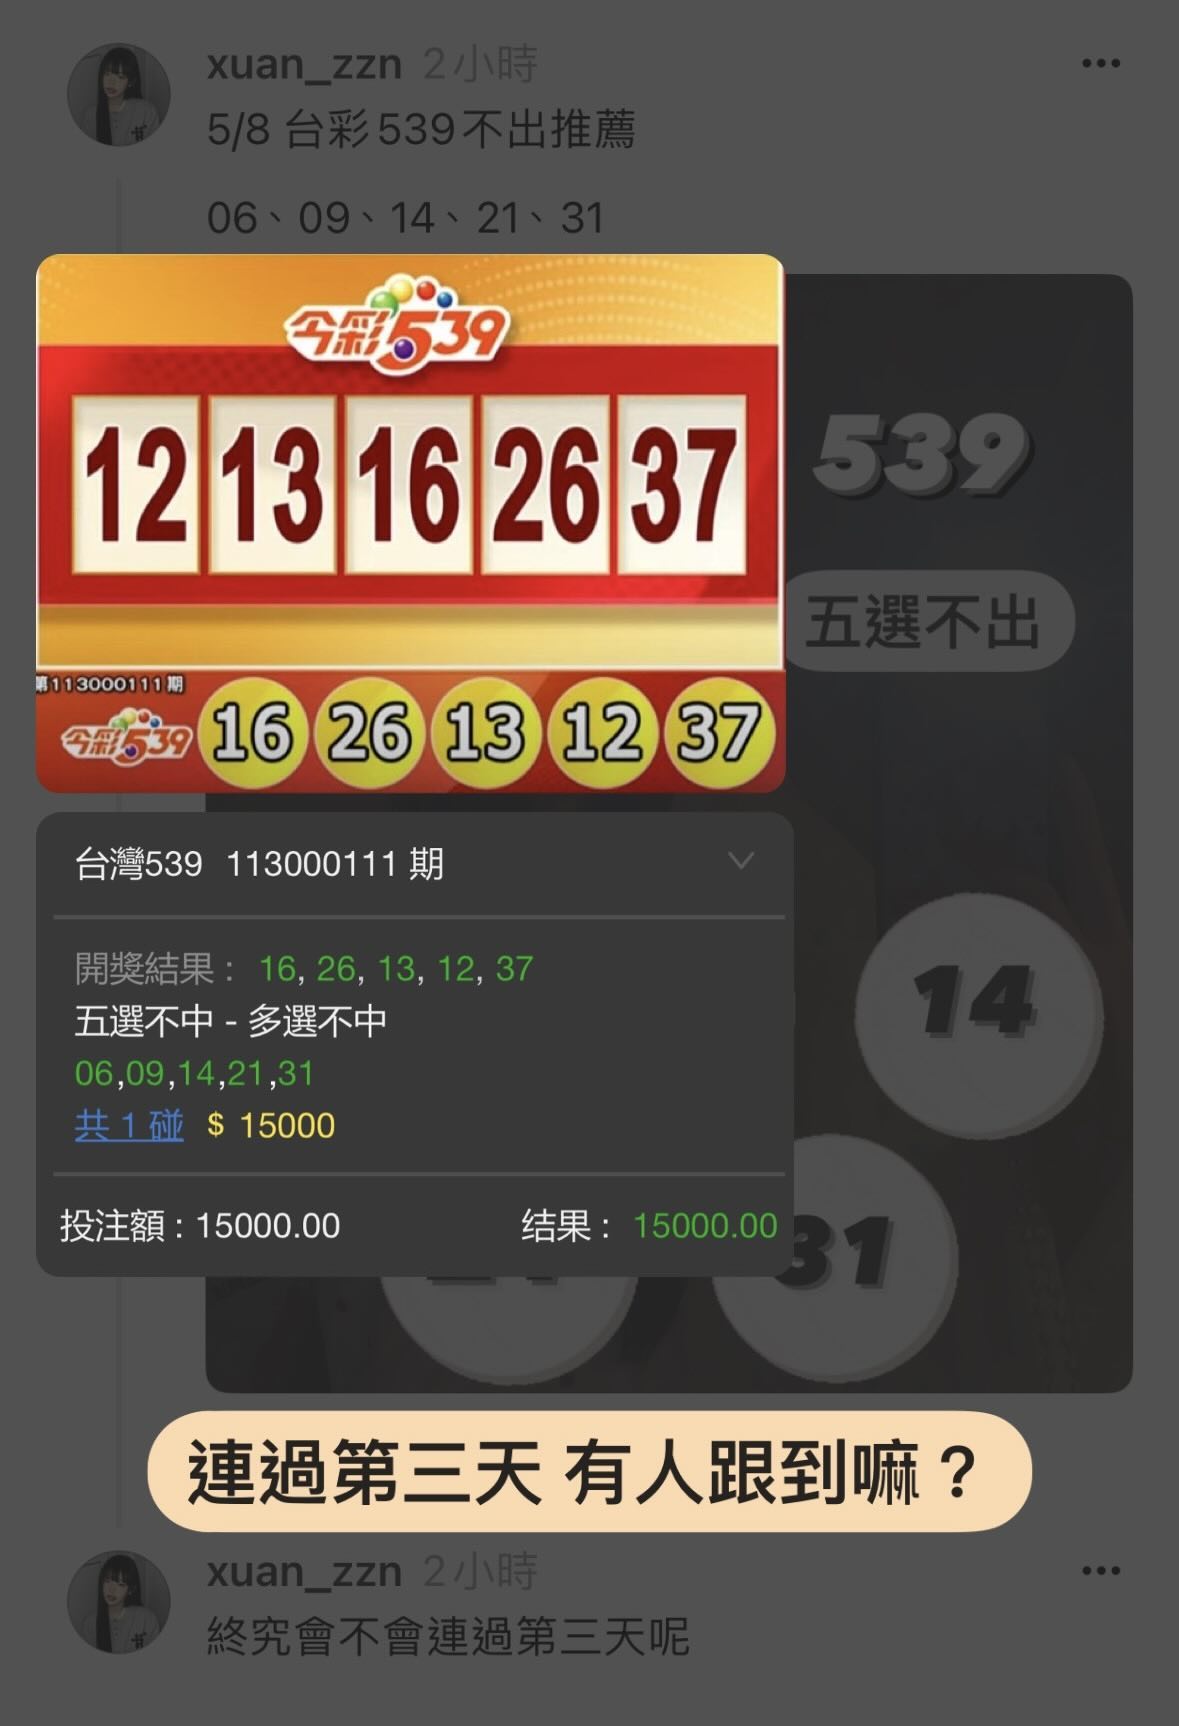 xuan_zzn 2小時
5/8 台彩539不出推薦
06、09、14、21、31
今彩539
12 13 16 26 37
第113000111期
今彩539 16 26 13 12 37
539
五選不出
14
31
台灣539 113000111 期
開獎結果： 16, 26, 13, 12, 37
五選不中 - 多選不中
06,09,14,21,31
共 1 碰 $ 15000
投注額 : 15000.00 结果： 15000.00
連過第三天 有人跟到嘛？
xuan_zzn 2小時
終究會不會連過第三天呢